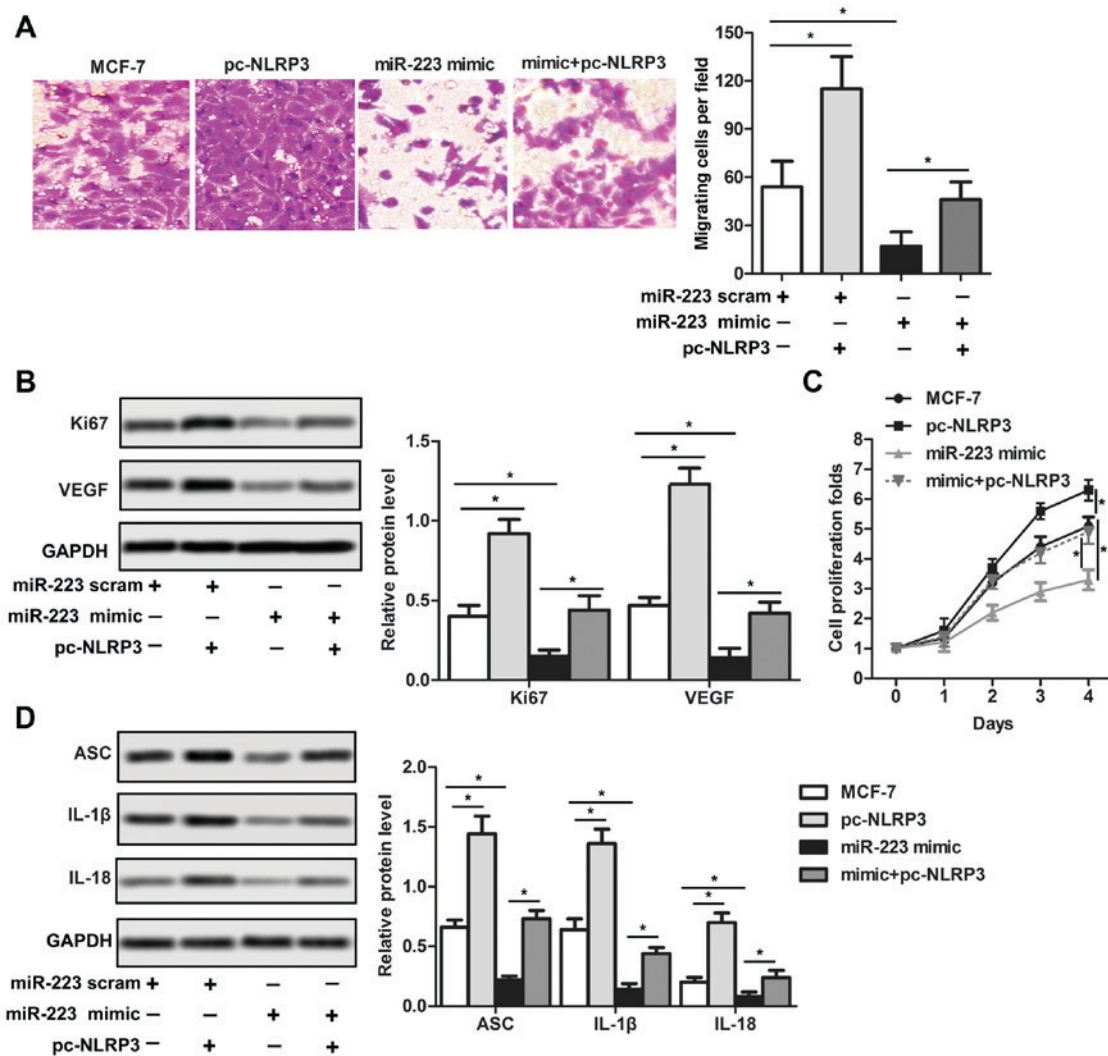 A
MCF-7 pc-NLRP3 miR-223 mimic mimic+pc-NLRP3
Migrating cells per field
150
120
90
60
30
0
* * *
miR-223 scram + + – –
miR-223 mimic – – + +
pc-NLRP3 – + – +
B
Ki67
VEGF
GAPDH
miR-223 scram + + – –
miR-223 mimic – – + +
pc-NLRP3 – + – +
Relative protein level
1.5
1.0
0.5
0.0
* * * * * *
Ki67 VEGF
C
MCF-7
pc-NLRP3
miR-223 mimic
mimic+pc-NLRP3
Cell proliferation folds
8
7
6
5
4
3
2
1
0
* * *
0 1 2 3 4
Days
D
ASC
IL-1β
IL-18
GAPDH
miR-223 scram + + – –
miR-223 mimic – – + +
pc-NLRP3 – + – +
Relative protein level
2.0
1.5
1.0
0.5
0.0
* * * * * * * * *
ASC IL-1β IL-18
MCF-7
pc-NLRP3
miR-223 mimic
mimic+pc-NLRP3